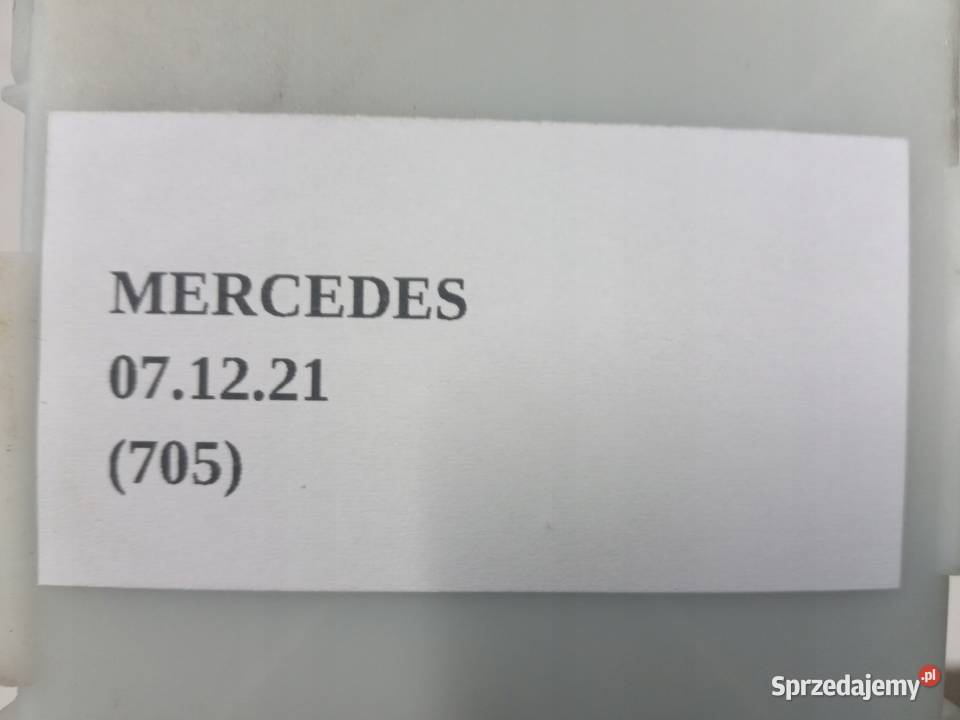 MERCEDES
07.12.21
(705)
Sprzedajemy.pl